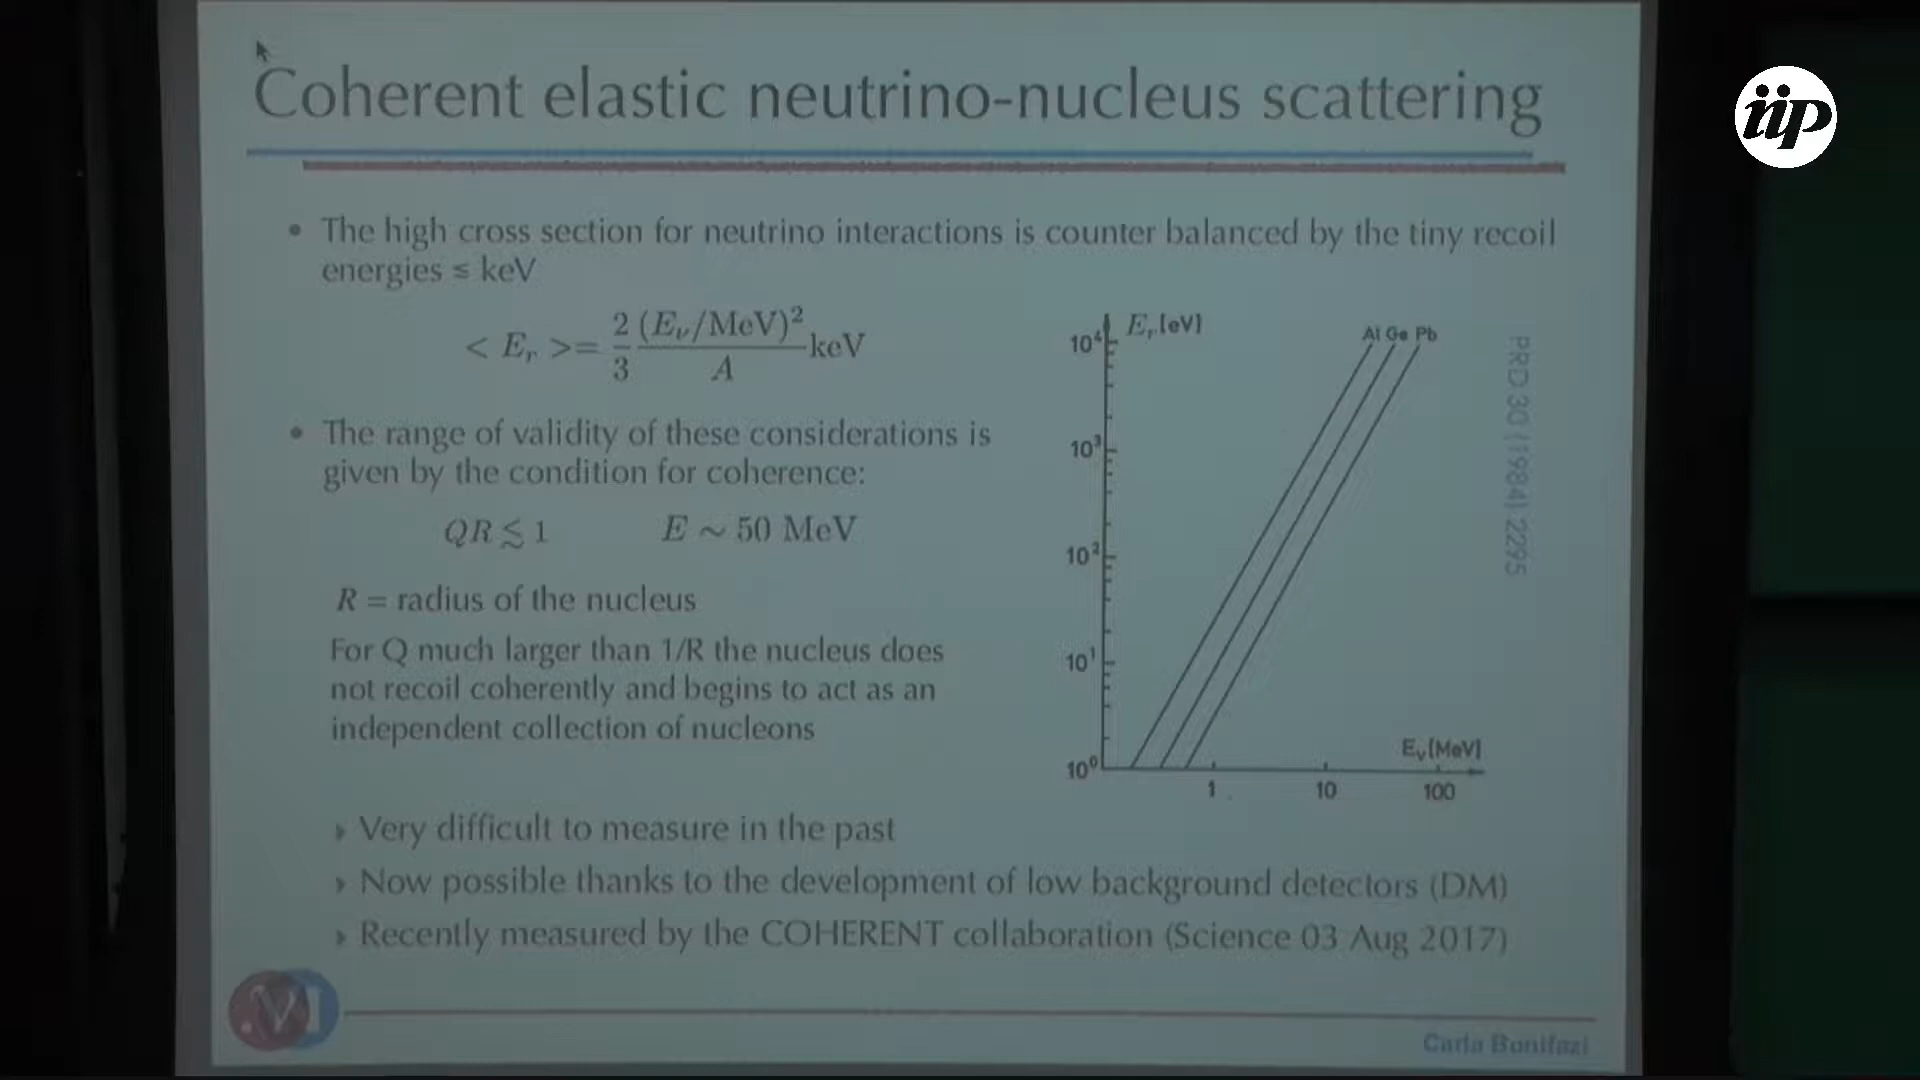 Coherent elastic neutrino-nucleus scattering
iip
• The high cross section for neutrino interactions is counter balanced by the tiny recoil
energies ≤ keV
< E_r >= 2/3 (E_ν/MeV)² / A keV
• The range of validity of these considerations is
given by the condition for coherence:
QR ≲ 1 E ∼ 50 MeV
R = radius of the nucleus
For Q much larger than 1/R the nucleus does
not recoil coherently and begins to act as an
independent collection of nucleons
E_r [eV]
Al Ge Pb
10⁴
10³
10²
10¹
10⁰
E_ν [MeV]
1 10 100
PRD 30 (1984) 2295
› Very difficult to measure in the past
› Now possible thanks to the development of low background detectors (DM)
› Recently measured by the COHERENT collaboration (Science 03 Aug 2017)
Carla Bonifazi